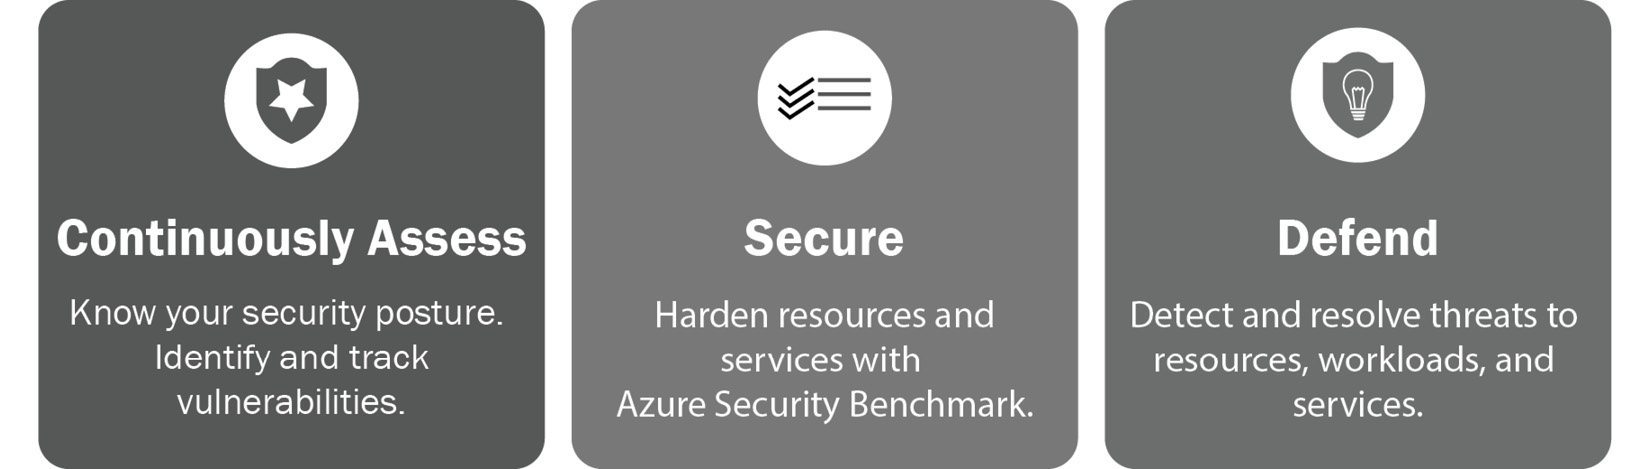 Continuously Assess
Know your security posture.
Identify and track
vulnerabilities.
Secure
Harden resources and
services with
Azure Security Benchmark.
Defend
Detect and resolve threats to
resources, workloads, and
services.